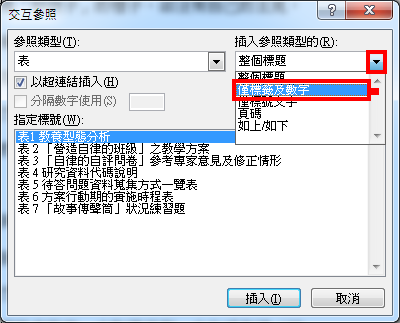 交互參照
參照類型(T):
插入參照類型的(R):
表
整個標題
以超連結插入(H)
分隔數字使用(S)
整個標題
僅標籤及數字
僅標號文字
頁碼
如上/如下
指定標號(W):
表1 教養型態分析
表 2 「營造自律的班級」之教學方案
表 3 「自律的自評問卷」參考專家意見及修正情形
表 4 研究資料代碼說明
表 5 待答問題資料蒐集方式一覽表
表 6 方案行動期的實施時程表
表 7 「故事傳聲筒」狀況練習題
插入(I)
取消